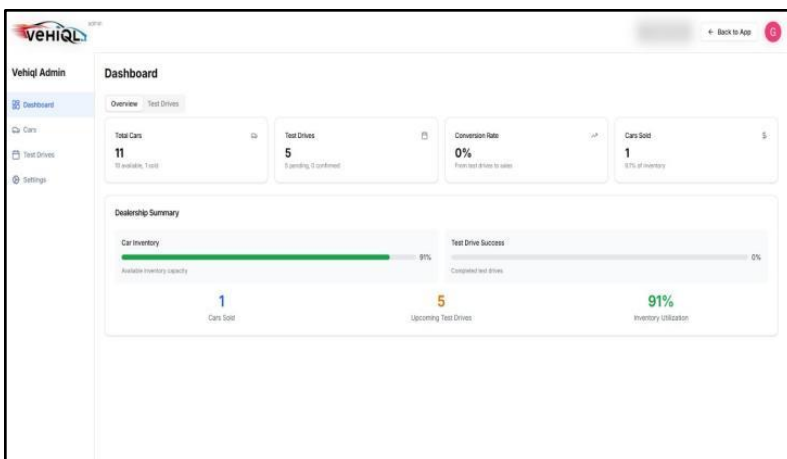 VEHIQL
← Back to App
G
Vehiql Admin
Dashboard
Cars
Test Drives
Settings
Dashboard
Overview
Test Drives
Total Cars
11
10 available, 1 sold
Test Drives
5
5 pending, 0 confirmed
Conversion Rate
0%
From test drives to sales
Cars Sold
$
1
9.1% of inventory
Dealership Summary
Car Inventory
91%
Available inventory capacity
Test Drive Success
0%
Completed test drives
1
Cars Sold
5
Upcoming Test Drives
91%
Inventory Utilization